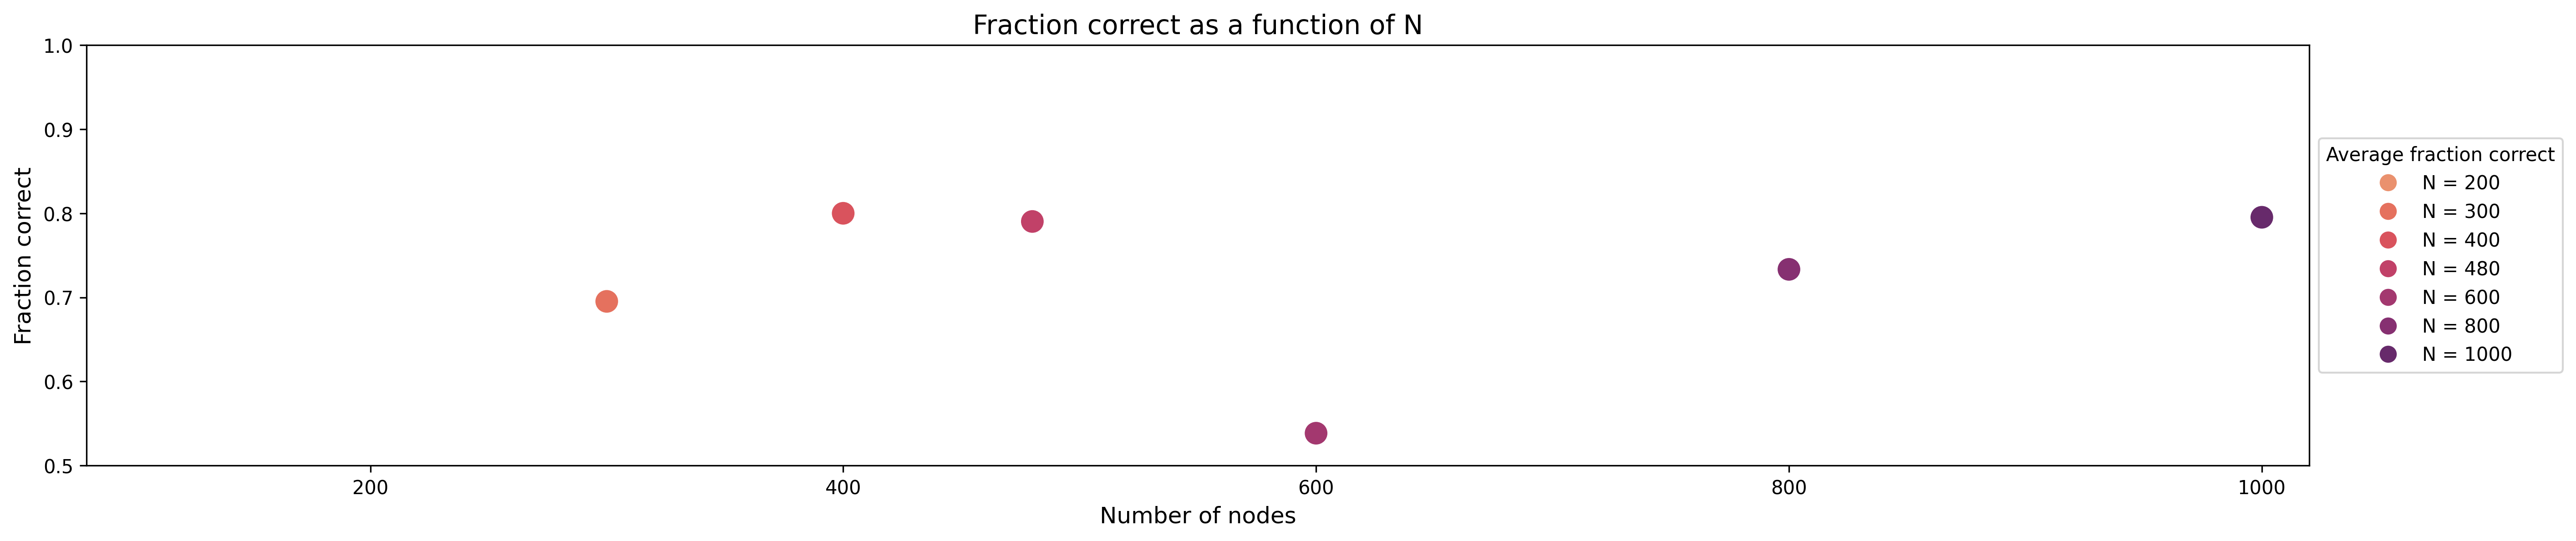 Fraction correct as a function of N
Fraction correct
1.0
0.9
0.8
0.7
0.6
0.5
200
400
600
800
1000
Number of nodes
Average fraction correct
N = 200
N = 300
N = 400
N = 480
N = 600
N = 800
N = 1000